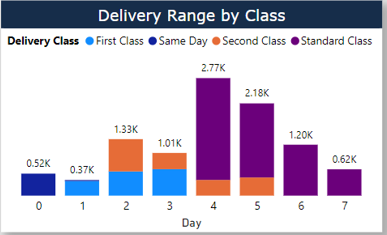 Delivery Range by Class
Delivery Class First Class Same Day Second Class Standard Class
2.77K
2.18K
1.33K
1.20K
1.01K
0.52K
0.37K
0.62K
0 1 2 3 4 5 6 7
Day